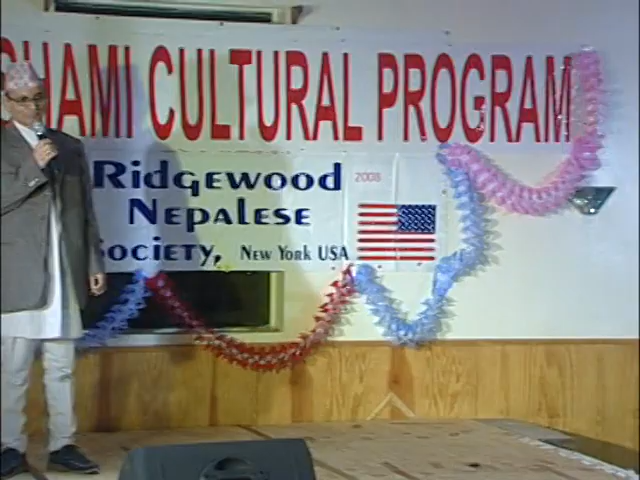 CULTURAL PROGRAM
Ridgewood 2008
Nepalese
Society, New York USA